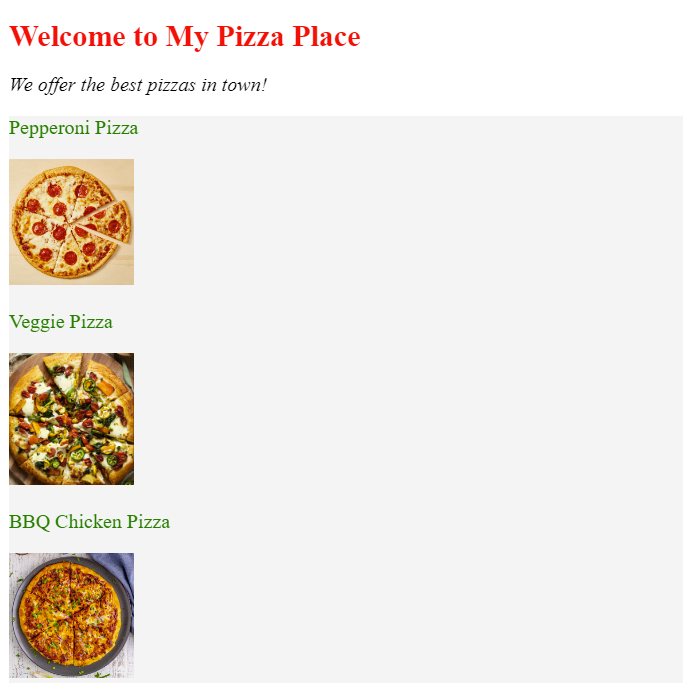 Welcome to My Pizza Place
We offer the best pizzas in town!
Pepperoni Pizza
Veggie Pizza
BBQ Chicken Pizza